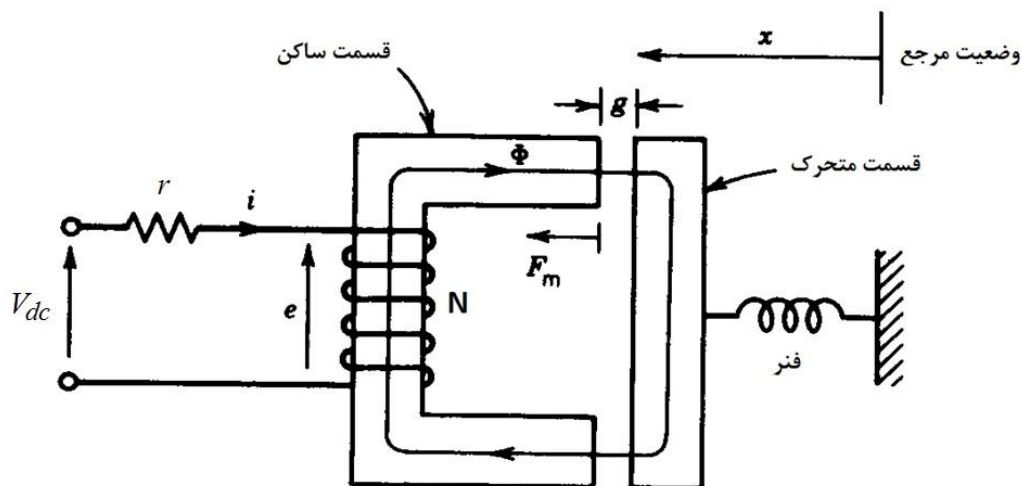 قسمت ساکن
x
وضعیت مرجع
g
قسمت متحرک
Φ
r
i
F_m
V_dc
e
N
فنر